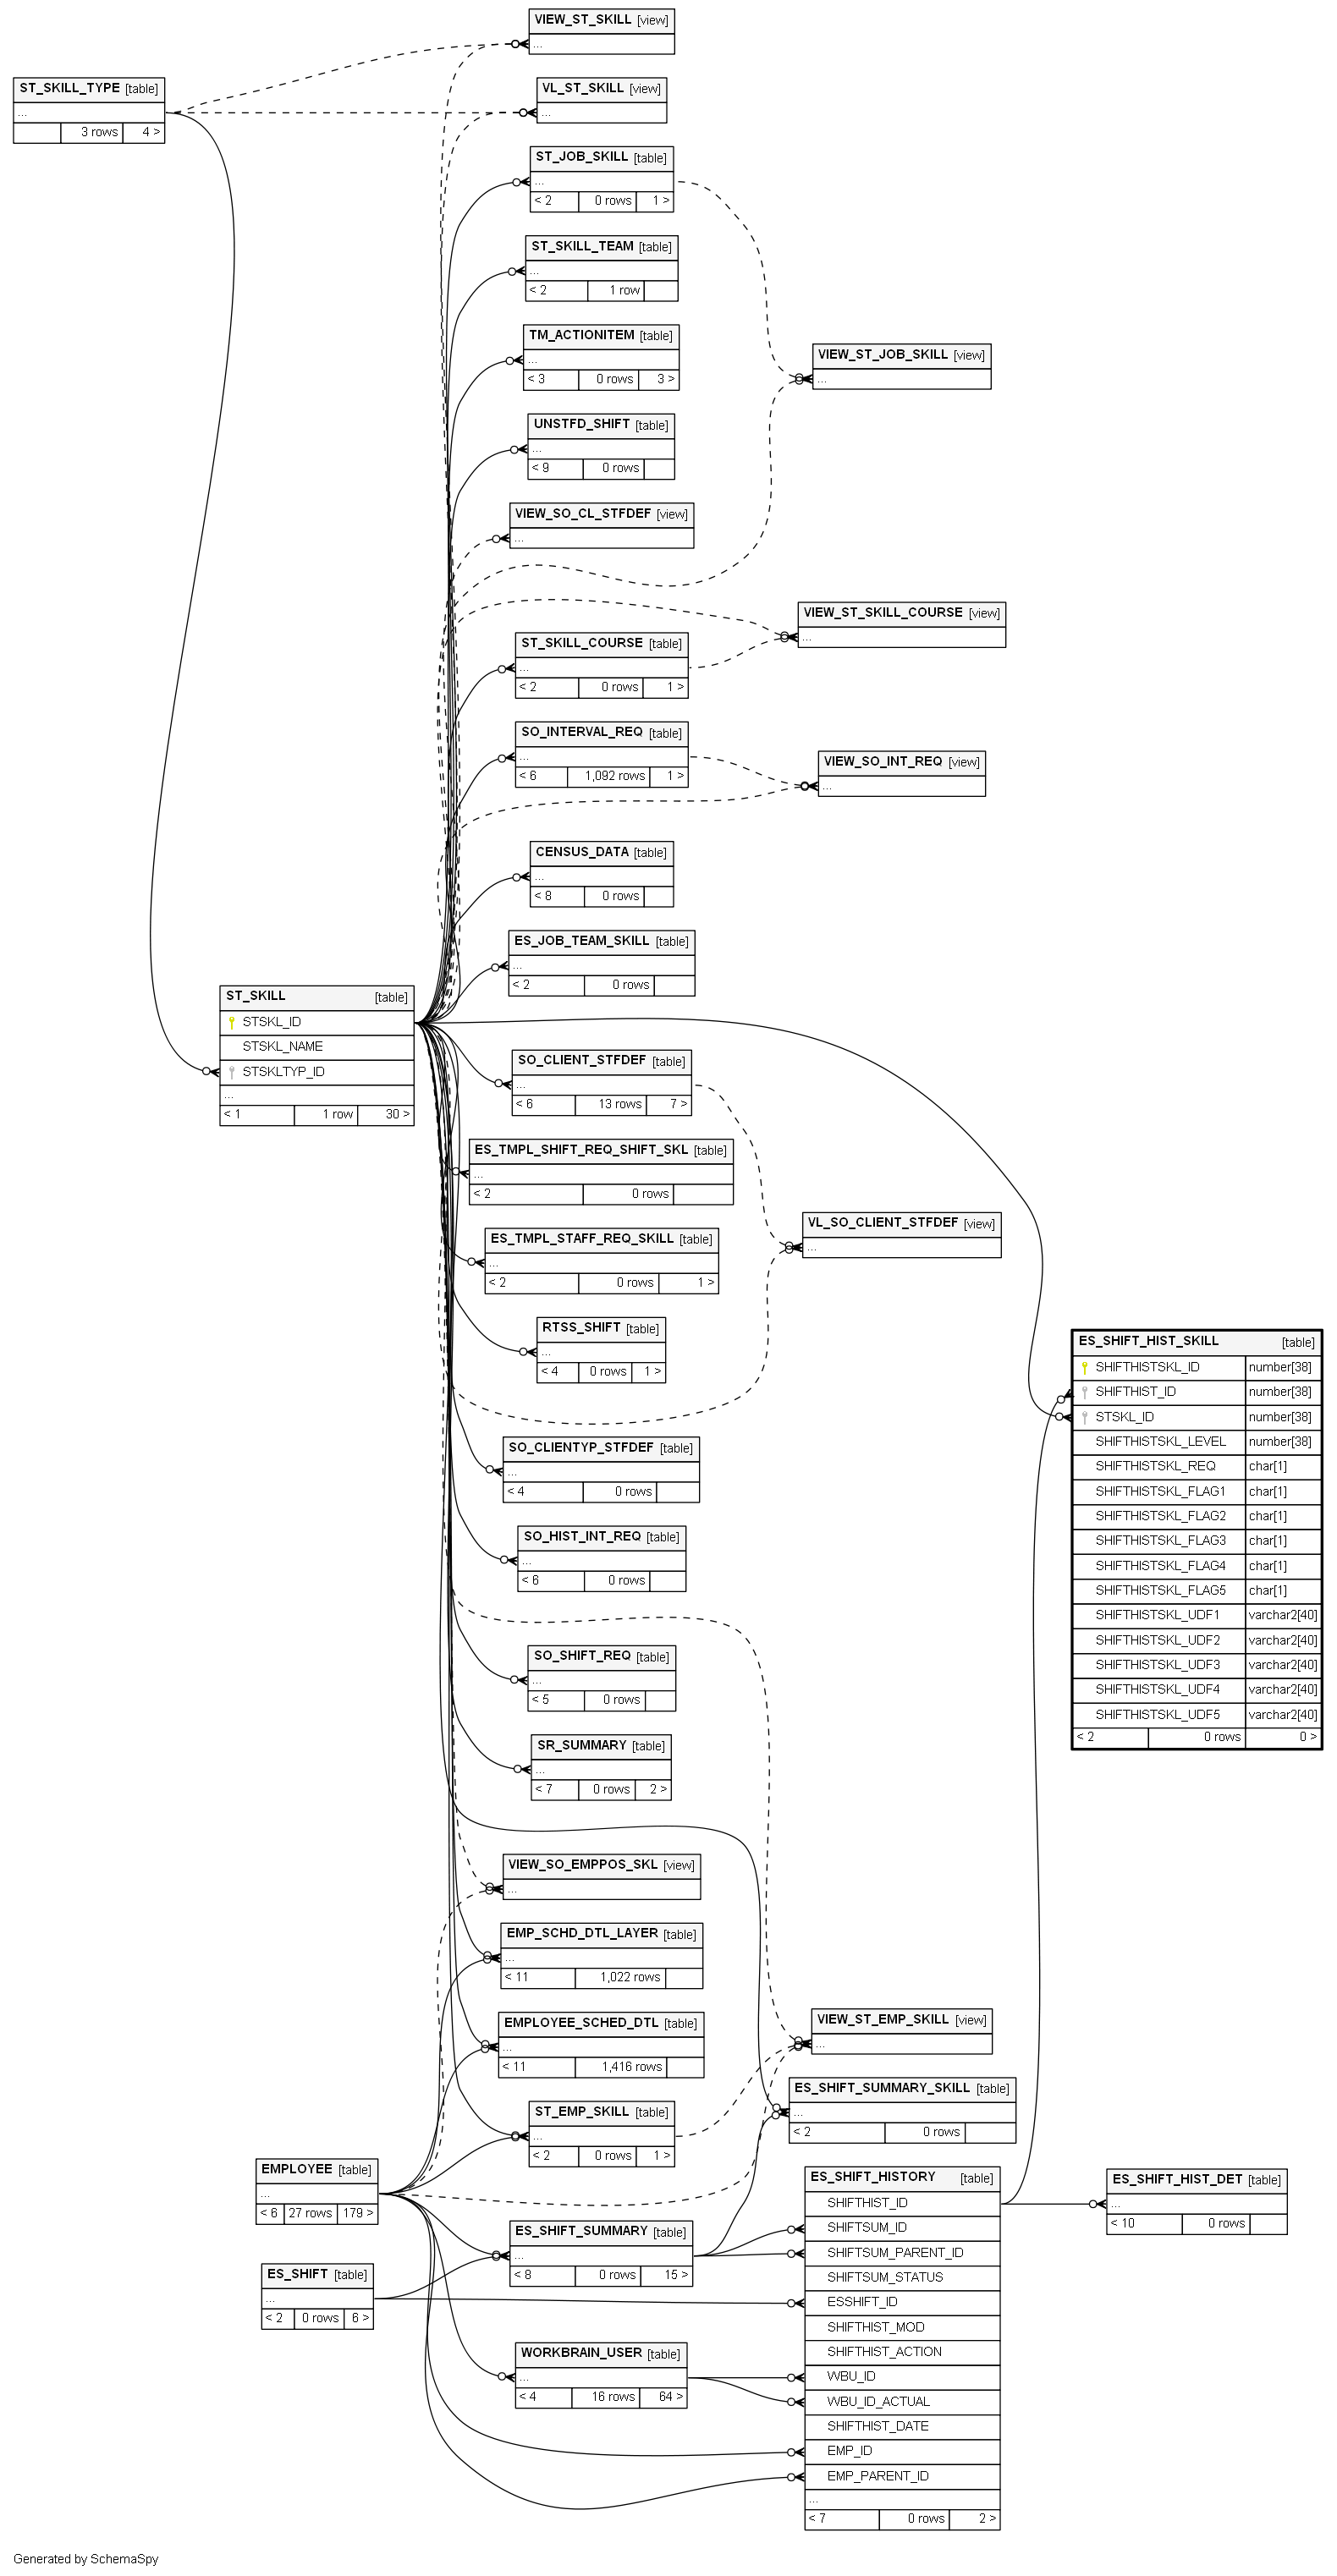 VIEW_ST_SKILL [view]
...
ST_SKILL_TYPE [table]
...
3 rows 4 >
VL_ST_SKILL [view]
...
ST_JOB_SKILL [table]
...
< 2 0 rows 1 >
ST_SKILL_TEAM [table]
...
< 2 1 row
TM_ACTIONITEM [table]
...
< 3 0 rows 3 >
VIEW_ST_JOB_SKILL [view]
...
UNSTFD_SHIFT [table]
...
< 9 0 rows
VIEW_SO_CL_STFDEF [view]
...
VIEW_ST_SKILL_COURSE [view]
...
ST_SKILL_COURSE [table]
...
< 2 0 rows 1 >
SO_INTERVAL_REQ [table]
...
< 6 1,092 rows 1 >
VIEW_SO_INT_REQ [view]
...
CENSUS_DATA [table]
...
< 8 0 rows
ES_JOB_TEAM_SKILL [table]
...
< 2 0 rows
ST_SKILL [table]
STSKL_ID
STSKL_NAME
STSKLTYP_ID
...
< 1 1 row 30 >
SO_CLIENT_STFDEF [table]
...
< 6 13 rows 7 >
ES_TMPL_SHIFT_REQ_SHIFT_SKL [table]
...
< 2 0 rows
VL_SO_CLIENT_STFDEF [view]
...
ES_TMPL_STAFF_REQ_SKILL [table]
...
< 2 0 rows 1 >
RTSS_SHIFT [table]
...
< 4 0 rows 1 >
ES_SHIFT_HIST_SKILL [table]
SHIFTHISTSKL_ID number[38]
SHIFTHIST_ID number[38]
STSKL_ID number[38]
SHIFTHISTSKL_LEVEL number[38]
SHIFTHISTSKL_REQ char[1]
SHIFTHISTSKL_FLAG1 char[1]
SHIFTHISTSKL_FLAG2 char[1]
SHIFTHISTSKL_FLAG3 char[1]
SHIFTHISTSKL_FLAG4 char[1]
SHIFTHISTSKL_FLAG5 char[1]
SHIFTHISTSKL_UDF1 varchar2[40]
SHIFTHISTSKL_UDF2 varchar2[40]
SHIFTHISTSKL_UDF3 varchar2[40]
SHIFTHISTSKL_UDF4 varchar2[40]
SHIFTHISTSKL_UDF5 varchar2[40]
< 2 0 rows 0 >
SO_CLIENTYP_STFDEF [table]
...
< 4 0 rows
SO_HIST_INT_REQ [table]
...
< 6 0 rows
SO_SHIFT_REQ [table]
...
< 5 0 rows
SR_SUMMARY [table]
...
< 7 0 rows 2 >
VIEW_SO_EMPPOS_SKL [view]
...
EMP_SCHD_DTL_LAYER [table]
...
< 11 1,022 rows
EMPLOYEE_SCHED_DTL [table]
...
< 11 1,416 rows
VIEW_ST_EMP_SKILL [view]
...
ES_SHIFT_SUMMARY_SKILL [table]
...
< 2 0 rows
ST_EMP_SKILL [table]
...
< 2 0 rows 1 >
EMPLOYEE [table]
...
< 6 27 rows 179 >
ES_SHIFT_SUMMARY [table]
...
< 8 0 rows 15 >
ES_SHIFT [table]
...
< 2 0 rows 6 >
WORKBRAIN_USER [table]
...
< 4 16 rows 64 >
ES_SHIFT_HISTORY [table]
SHIFTHIST_ID
SHIFTSUM_ID
SHIFTSUM_PARENT_ID
SHIFTSUM_STATUS
ESSHIFT_ID
SHIFTHIST_MOD
SHIFTHIST_ACTION
WBU_ID
WBU_ID_ACTUAL
SHIFTHIST_DATE
EMP_ID
EMP_PARENT_ID
...
< 7 0 rows 2 >
ES_SHIFT_HIST_DET [table]
...
< 10 0 rows
Generated by SchemaSpy